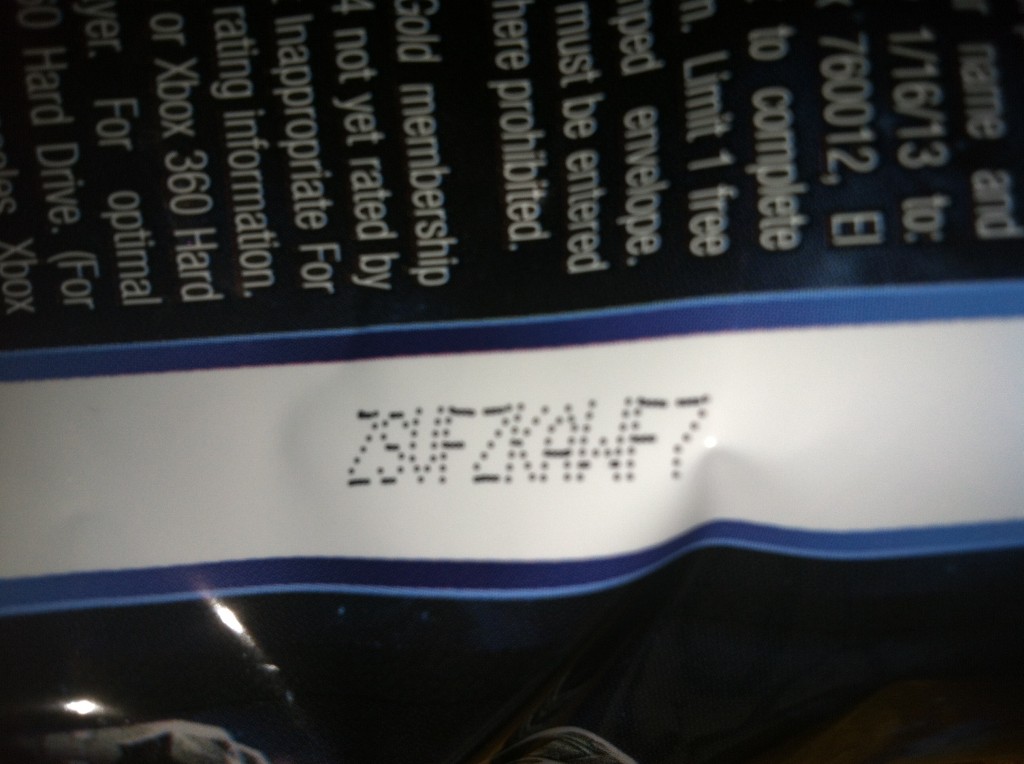 name and
1/16/13 to:
760012, El
to complete
Limit 1 free
envelope.
must be entered
here prohibited.
Gold membership
4 not yet rated by
Inappropriate For
rating information.
or Xbox 360 Hard
yer. For optimal
0 Hard Drive. (For
Xbox
ZSVFZKAWF7